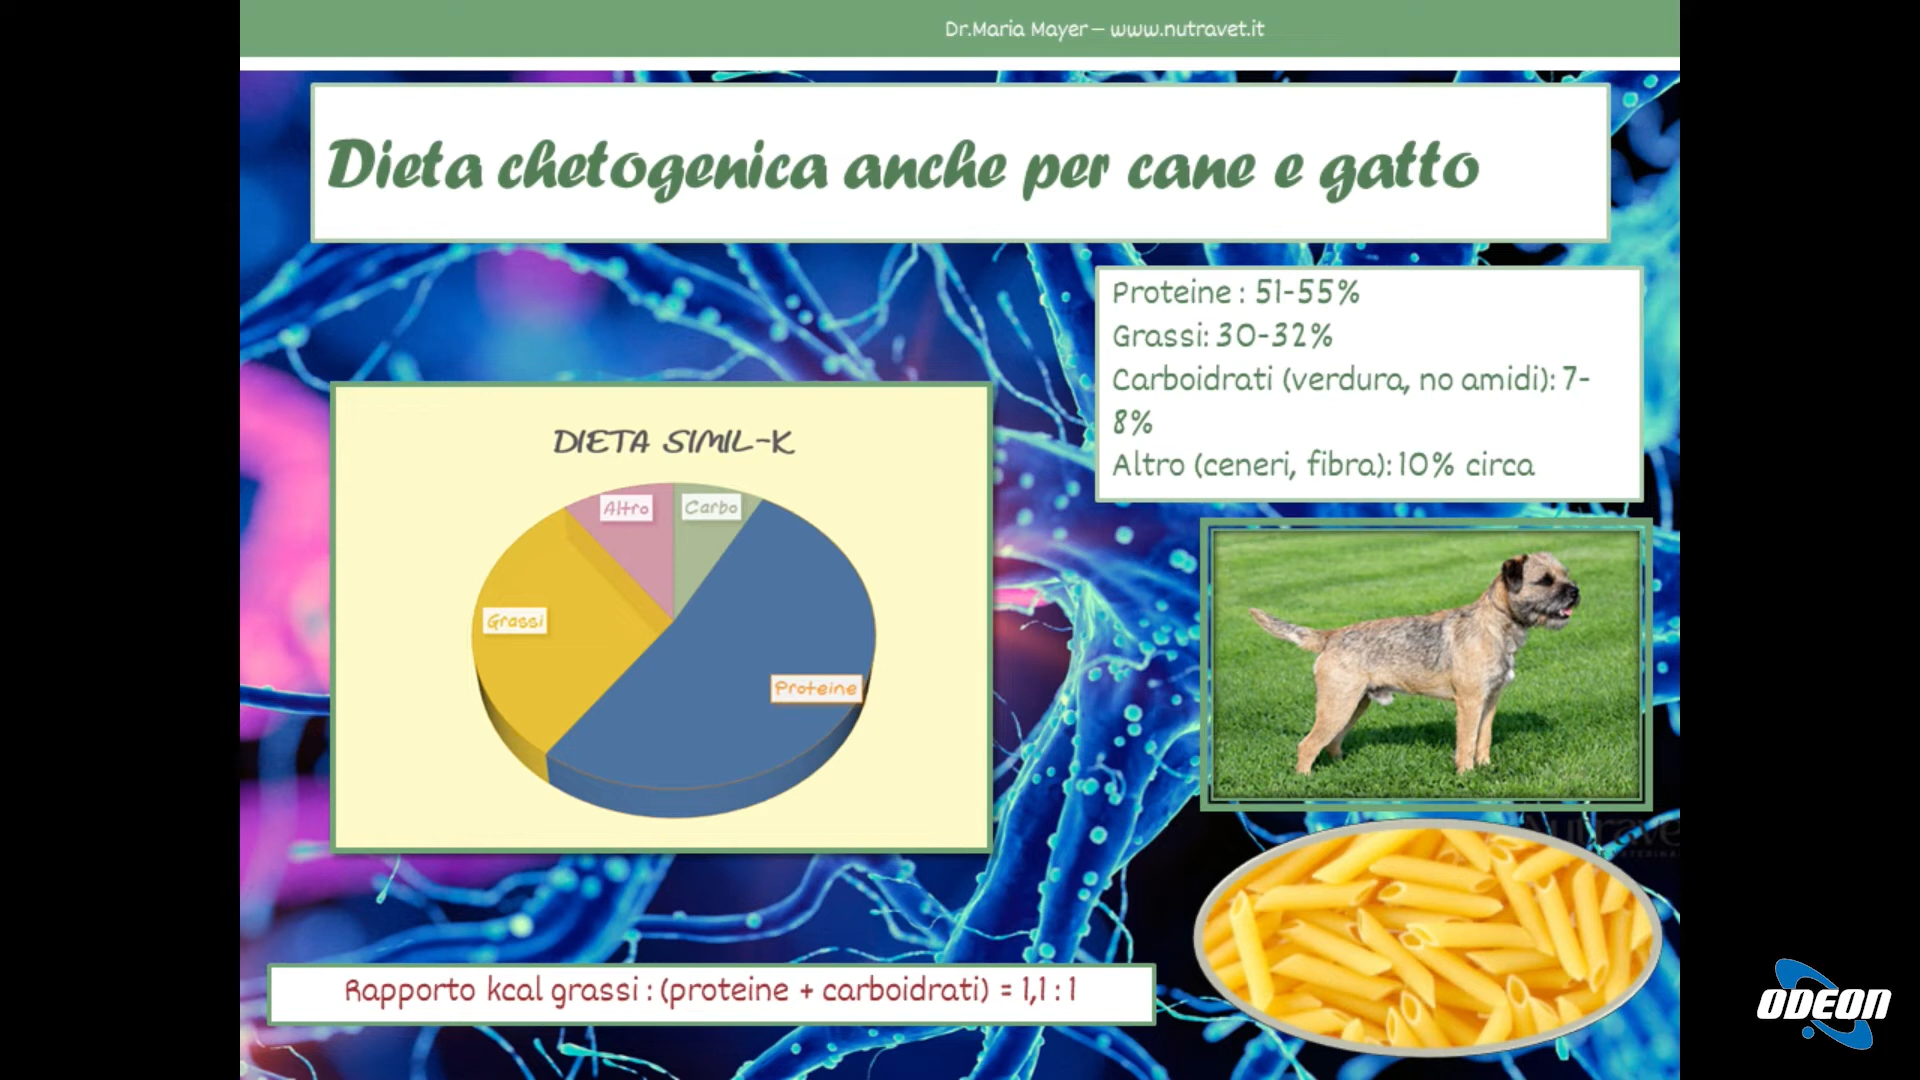 Dr.Maria Mayer – www.nutravet.it
Dieta chetogenica anche per cane e gatto
Proteine : 51-55%
Grassi: 30-32%
Carboidrati (verdura, no amidi): 7-
8%
Altro (ceneri, fibra): 10% circa
DIETA SIMIL-K
Altro
Carbo
Grassi
Proteine
Nutrave
Rapporto kcal grassi : (proteine + carboidrati) = 1,1 : 1
ODEON